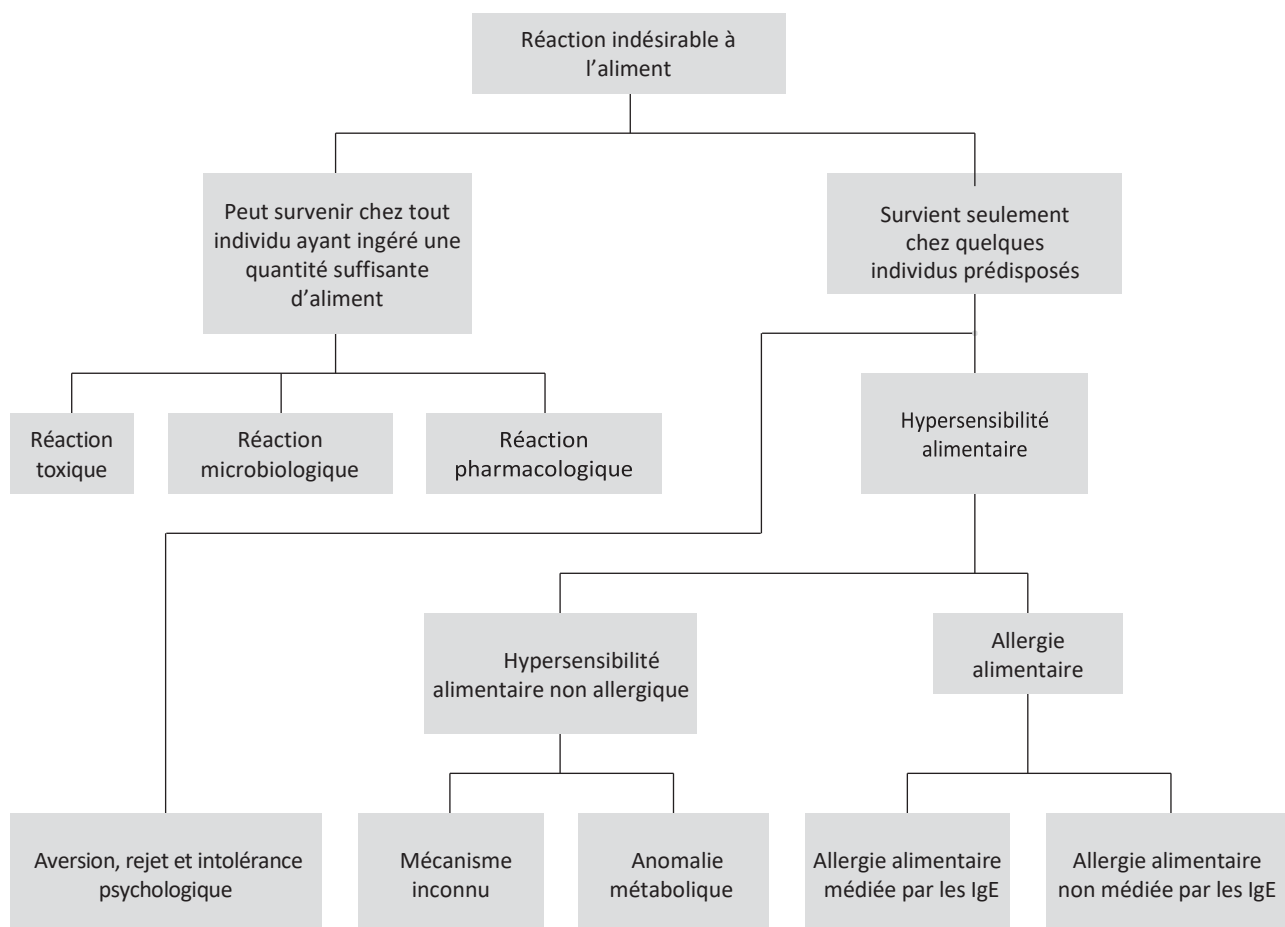 Réaction indésirable à
l’aliment
Peut survenir chez tout
individu ayant ingéré une
quantité suffisante
d’aliment
Survient seulement
chez quelques
individus prédisposés
Réaction
toxique
Réaction
microbiologique
Réaction
pharmacologique
Hypersensibilité
alimentaire
Hypersensibilité
alimentaire non allergique
Allergie
alimentaire
Aversion, rejet et intolérance
psychologique
Mécanisme
inconnu
Anomalie
métabolique
Allergie alimentaire
médiée par les IgE
Allergie alimentaire
non médiée par les IgE